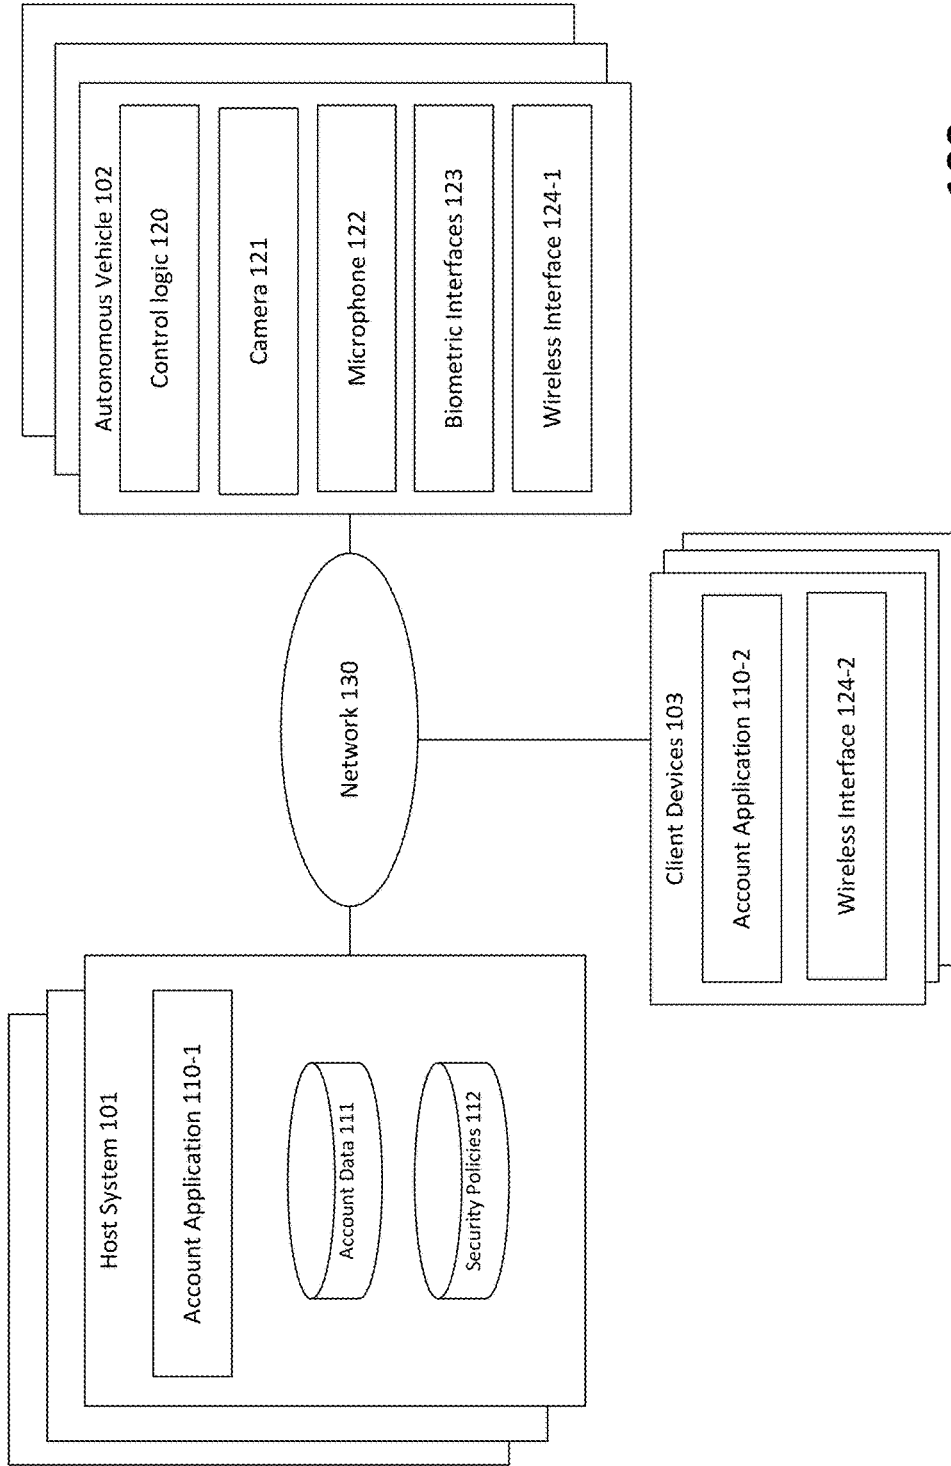 Host System 101
Account Application 110-1
Account Data 111
Security Policies 112
Network 130
Autonomous Vehicle 102
Control logic 120
Camera 121
Microphone 122
Biometric Interfaces 123
Wireless Interface 124-1
Client Devices 103
Account Application 110-2
Wireless Interface 124-2